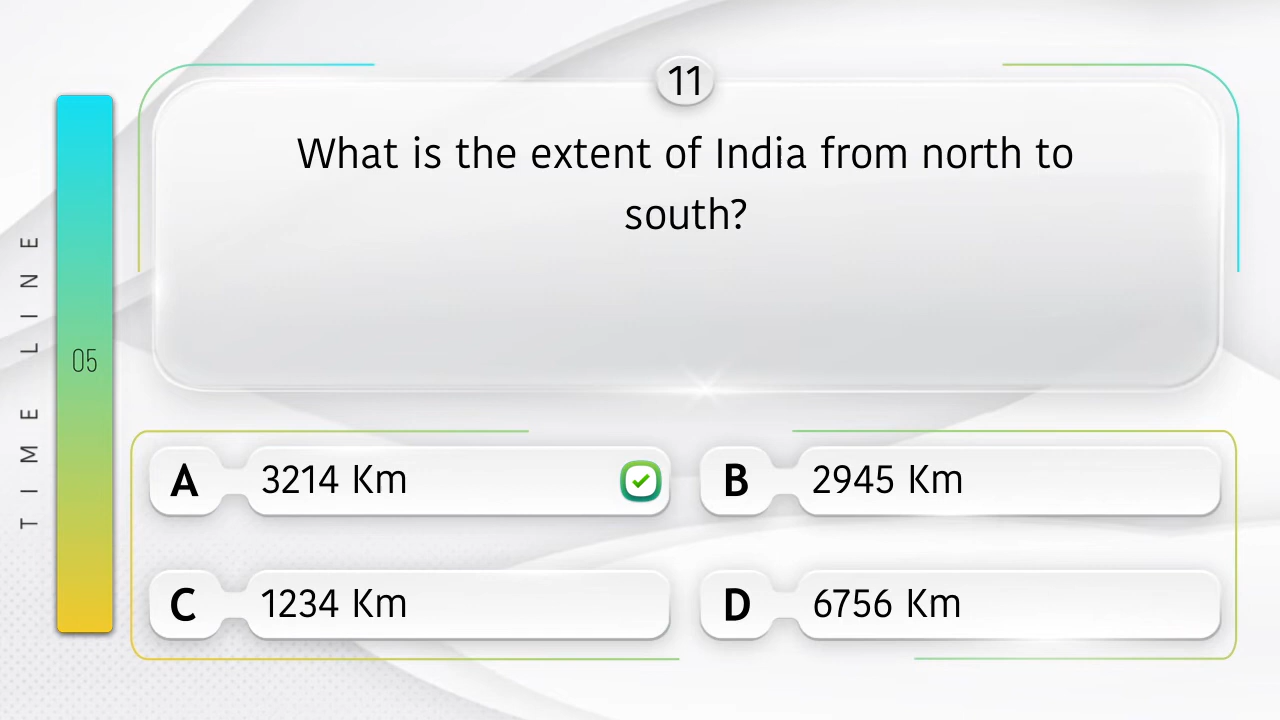 11
What is the extent of India from north to
south?
TIME LINE
05
A 3214 Km
B 2945 Km
C 1234 Km
D 6756 Km